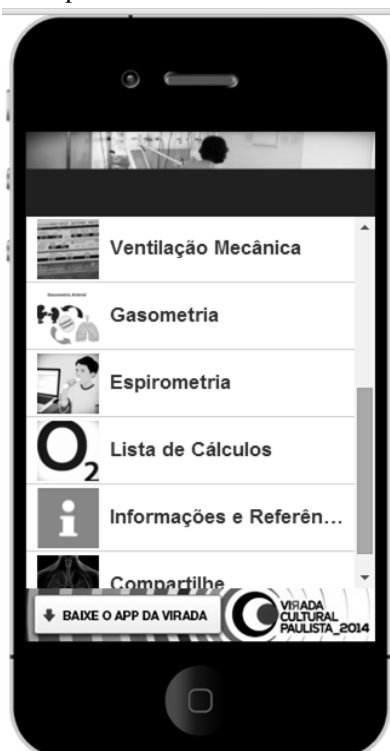 Ventilação Mecânica
Gasometria Arterial
Gasometria
Espirometria
O2
Lista de Cálculos
i
Informações e Referên...
Compartilhe
BAIXE O APP DA VIRADA
VIЯADA
CULTURAL
PAULISTA_2014